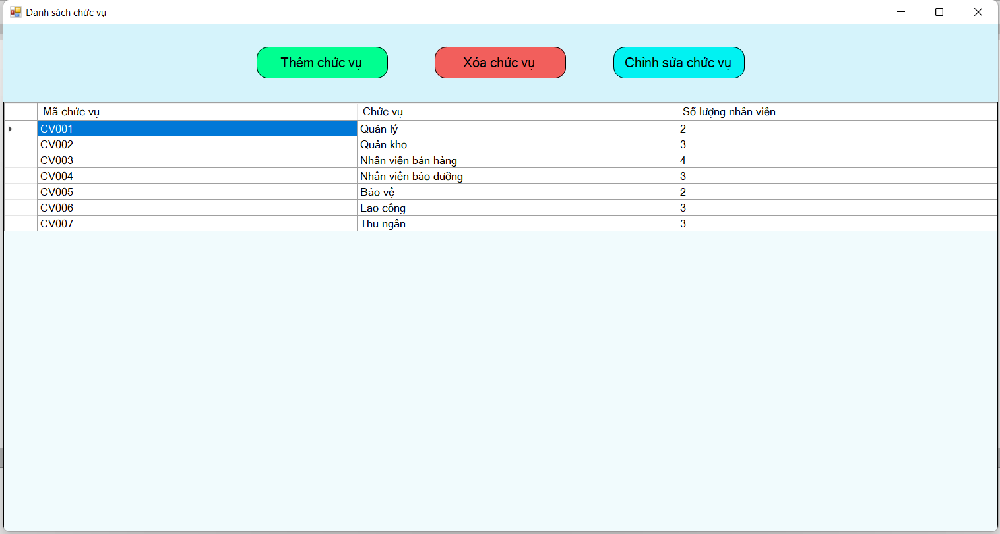 Danh sách chức vụ
Thêm chức vụ Xóa chức vụ Chỉnh sửa chức vụ
Mã chức vụ Chức vụ Số lượng nhân viên
CV001 Quản lý 2
CV002 Quản kho 3
CV003 Nhân viên bán hàng 4
CV004 Nhân viên bảo dưỡng 3
CV005 Bảo vệ 2
CV006 Lao công 3
CV007 Thu ngân 3